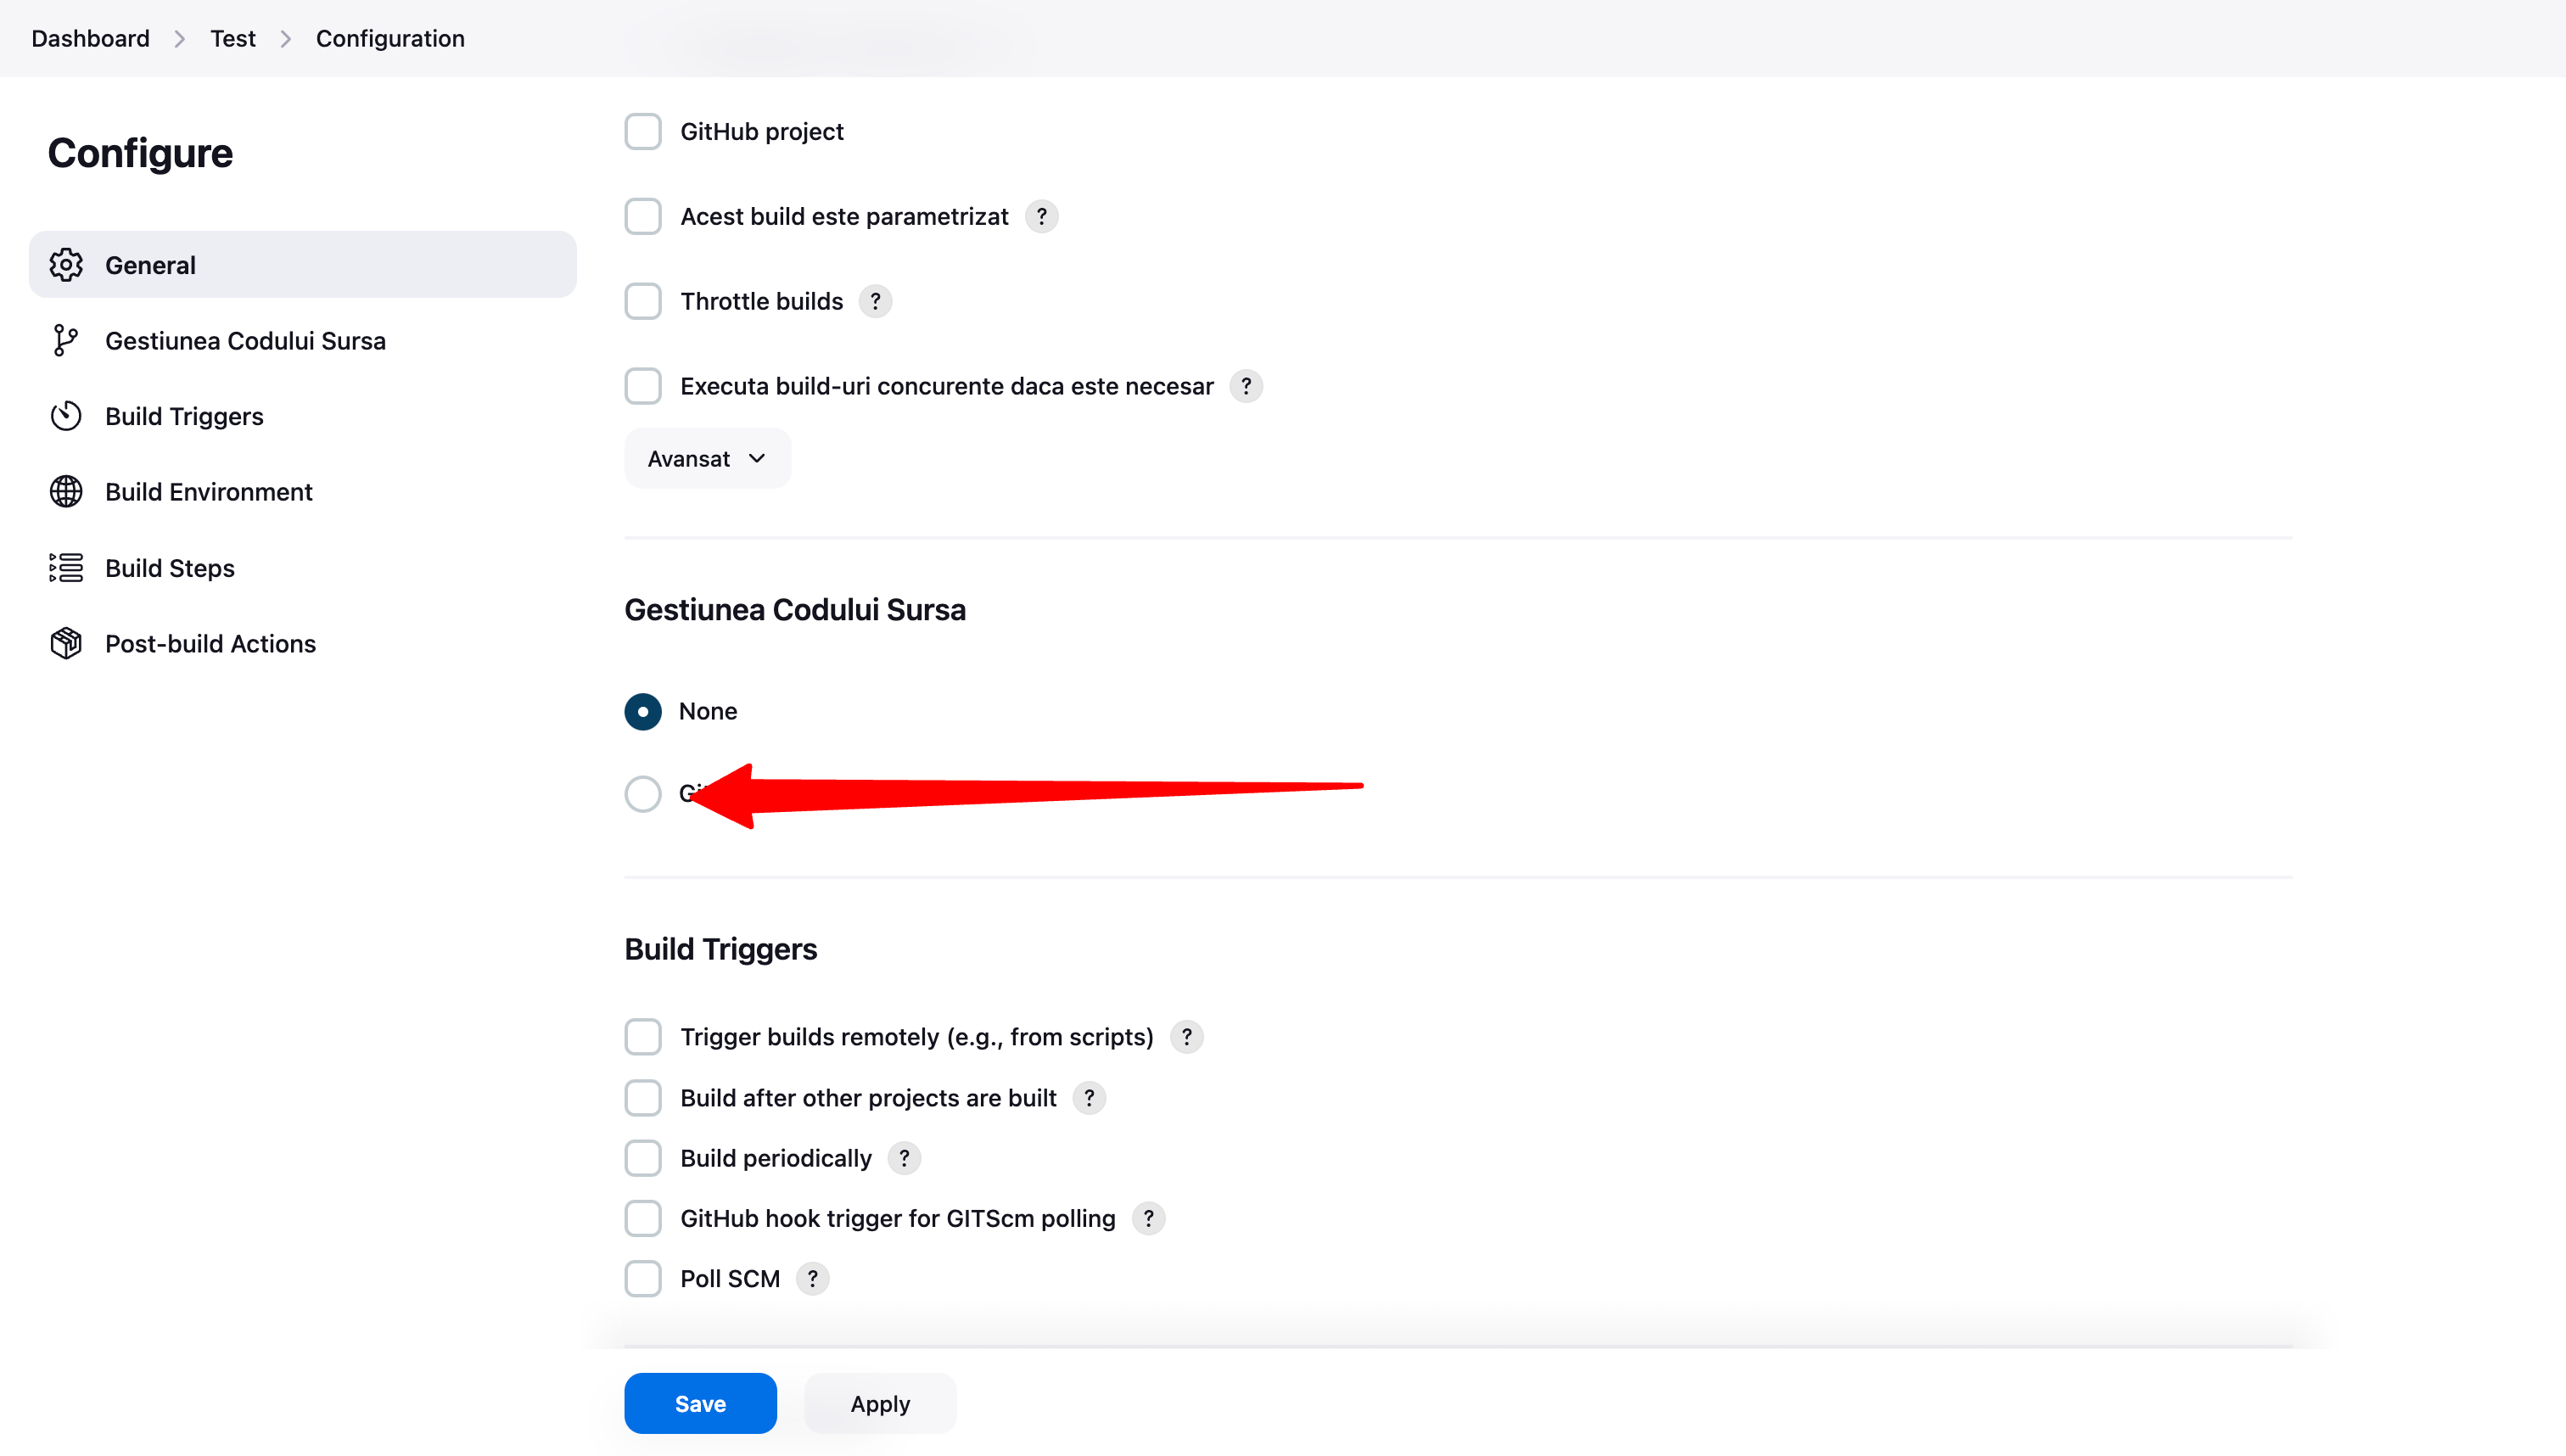 Dashboard > Test > Configuration
Configure
General
Gestiunea Codului Sursa
Build Triggers
Build Environment
Build Steps
Post-build Actions
GitHub project
Acest build este parametrizat ?
Throttle builds ?
Executa build-uri concurente daca este necesar ?
Avansat
Gestiunea Codului Sursa
None
Build Triggers
Trigger builds remotely (e.g., from scripts) ?
Build after other projects are built ?
Build periodically ?
GitHub hook trigger for GITScm polling ?
Poll SCM ?
Save
Apply